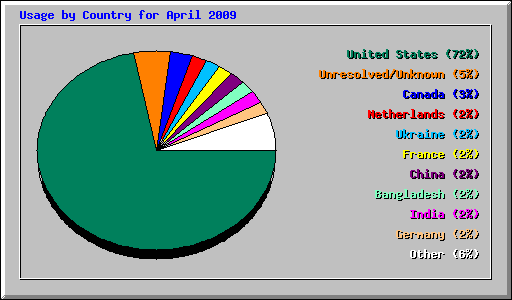 Usage by Country for April 2009
United States (72%)
Unresolved/Unknown (5%)
Canada (3%)
Netherlands (2%)
Ukraine (2%)
France (2%)
China (2%)
Bangladesh (2%)
India (2%)
Germany (2%)
Other (6%)